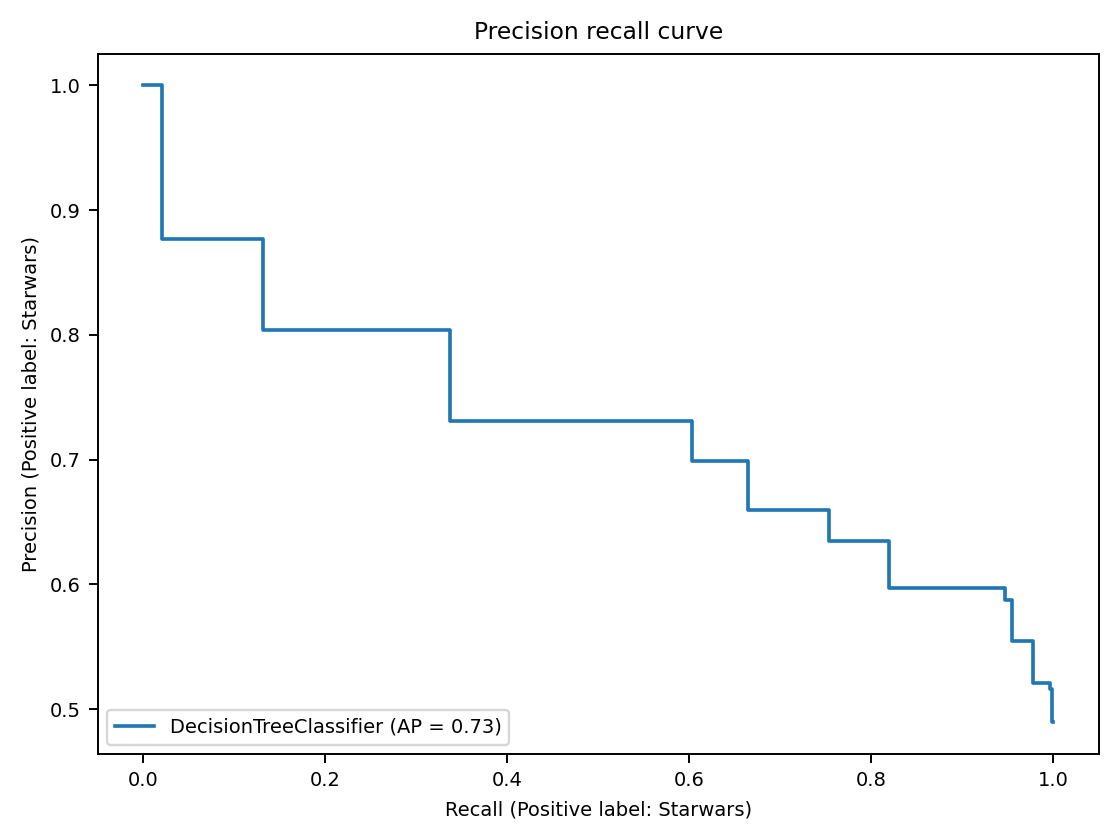 Precision recall curve
Precision (Positive label: Starwars)
1.0
0.9
0.8
0.7
0.6
0.5
DecisionTreeClassifier (AP = 0.73)
0.0 0.2 0.4 0.6 0.8 1.0
Recall (Positive label: Starwars)